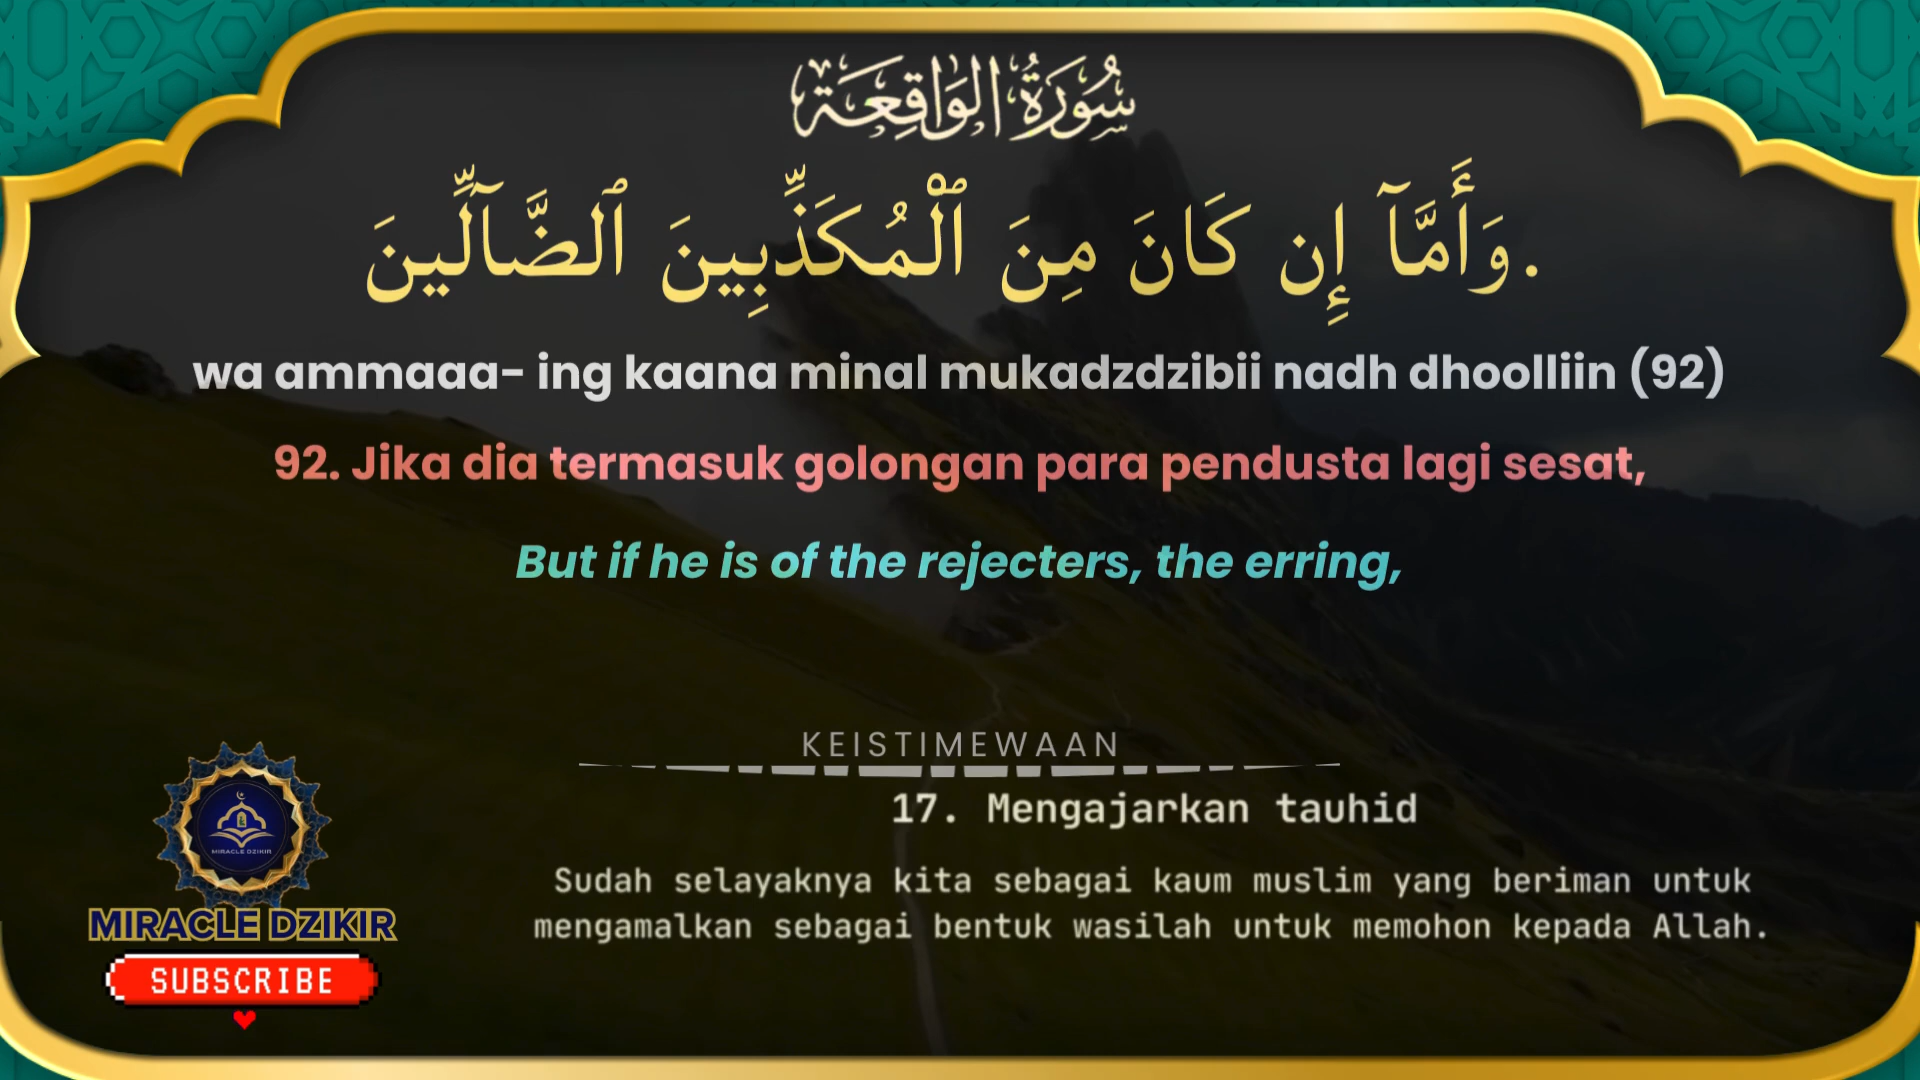 سُورَةُ الوَاقِعَة
وَأَمَّآ إِن كَانَ مِنَ ٱلْمُكَذِّبِينَ ٱلضَّآلِّينَ.
wa ammaaa- ing kaana minal mukadzdzibii nadh dhoolliin (92)
92. Jika dia termasuk golongan para pendusta lagi sesat,
But if he is of the rejecters, the erring,
KEISTIMEWAAN
17. Mengajarkan tauhid
Sudah selayaknya kita sebagai kaum muslim yang beriman untuk
mengamalkan sebagai bentuk wasilah untuk memohon kepada Allah.
MIRACLE DZIKIR
MIRACLE DZIKIR
SUBSCRIBE